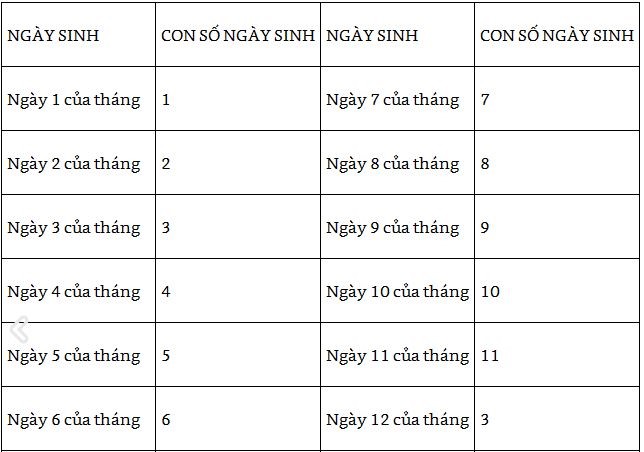 NGÀY SINH CON SỐ NGÀY SINH NGÀY SINH CON SỐ NGÀY SINH
Ngày 1 của tháng 1 Ngày 7 của tháng 7
Ngày 2 của tháng 2 Ngày 8 của tháng 8
Ngày 3 của tháng 3 Ngày 9 của tháng 9
Ngày 4 của tháng 4 Ngày 10 của tháng 10
Ngày 5 của tháng 5 Ngày 11 của tháng 11
Ngày 6 của tháng 6 Ngày 12 của tháng 3